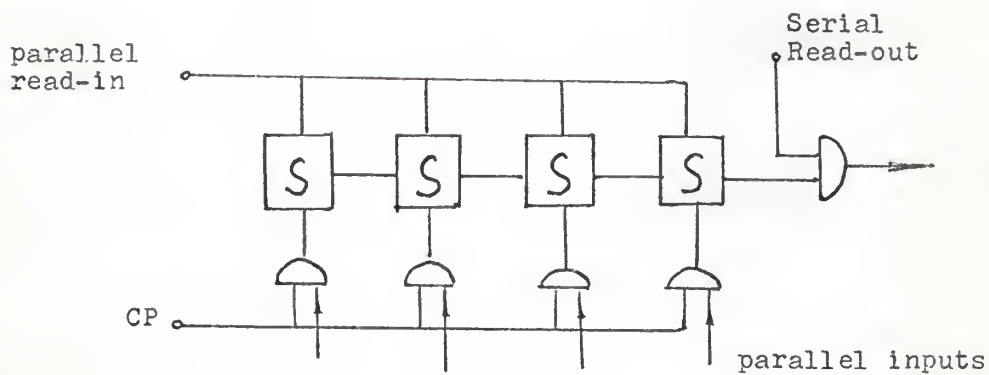 parallel
read-in
Serial
Read-out
S
S
S
S
CP
parallel inputs